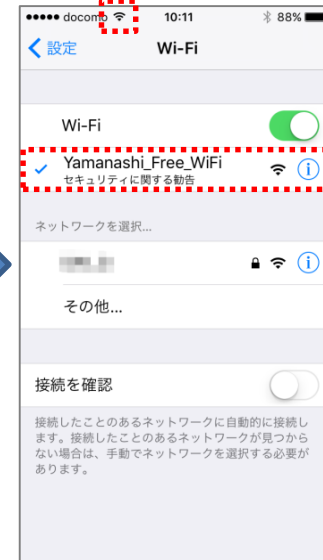 docomo 10:11 88%
設定 Wi-Fi
Wi-Fi
Yamanashi_Free_WiFi
セキュリティに関する勧告
ネットワークを選択...
その他...
接続を確認
接続したことのあるネットワークに自動的に接続し
ます。接続したことのあるネットワークが見つから
ない場合は、手動でネットワークを選択する必要が
あります。